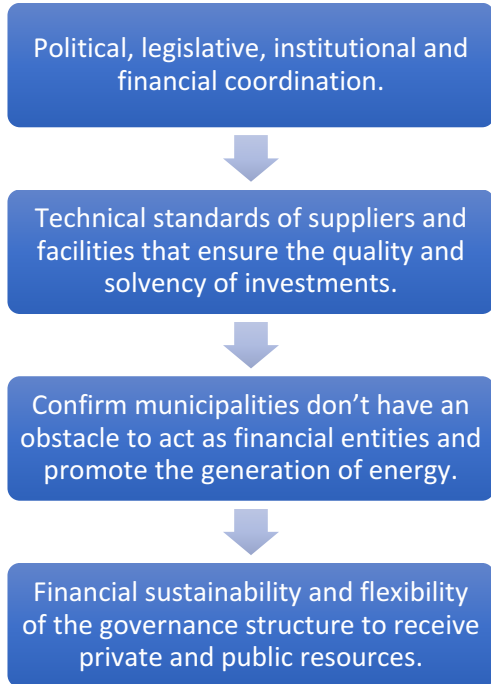 Political, legislative, institutional and
financial coordination.
Technical standards of suppliers and
facilities that ensure the quality and
solvency of investments.
Confirm municipalities don’t have an
obstacle to act as financial entities and
promote the generation of energy.
Financial sustainability and flexibility
of the governance structure to receive
private and public resources.